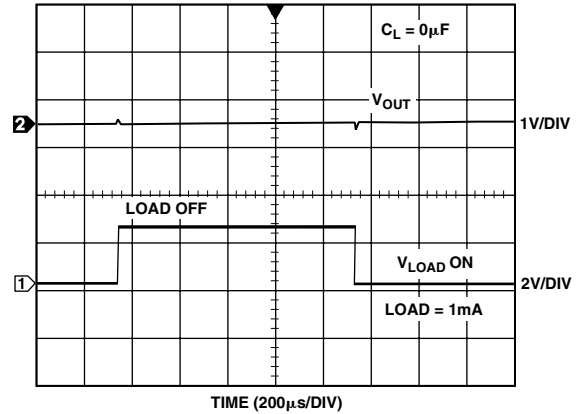 C_L = 0μF
V_OUT
2
1V/DIV
LOAD OFF
V_LOAD ON
1
2V/DIV
LOAD = 1mA
TIME (200μs/DIV)